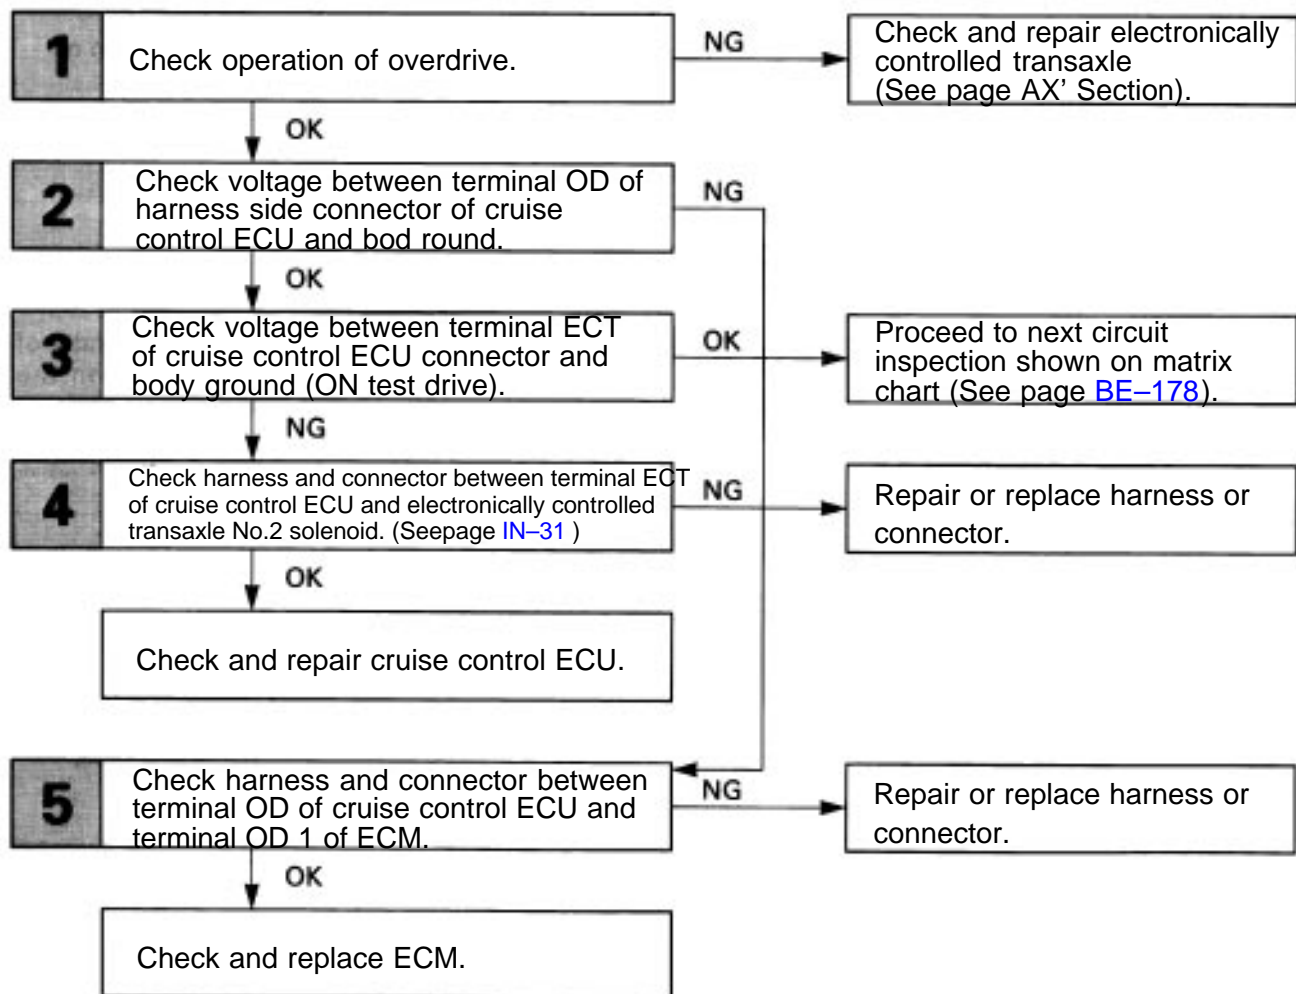 1
Check operation of overdrive.
NG
Check and repair electronically
controlled transaxle
(See page AX' Section).
OK
2
Check voltage between terminal OD of
harness side connector of cruise
control ECU and bod round.
NG
OK
3
Check voltage between terminal ECT
of cruise control ECU connector and
body ground (ON test drive).
OK
Proceed to next circuit
inspection shown on matrix
chart (See page BE–178).
NG
4
Check harness and connector between terminal ECT
of cruise control ECU and electronically controlled
transaxle No.2 solenoid. (Seepage IN–31 )
NG
Repair or replace harness or
connector.
OK
Check and repair cruise control ECU.
5
Check harness and connector between
terminal OD of cruise control ECU and
terminal OD 1 of ECM.
NG
Repair or replace harness or
connector.
OK
Check and replace ECM.